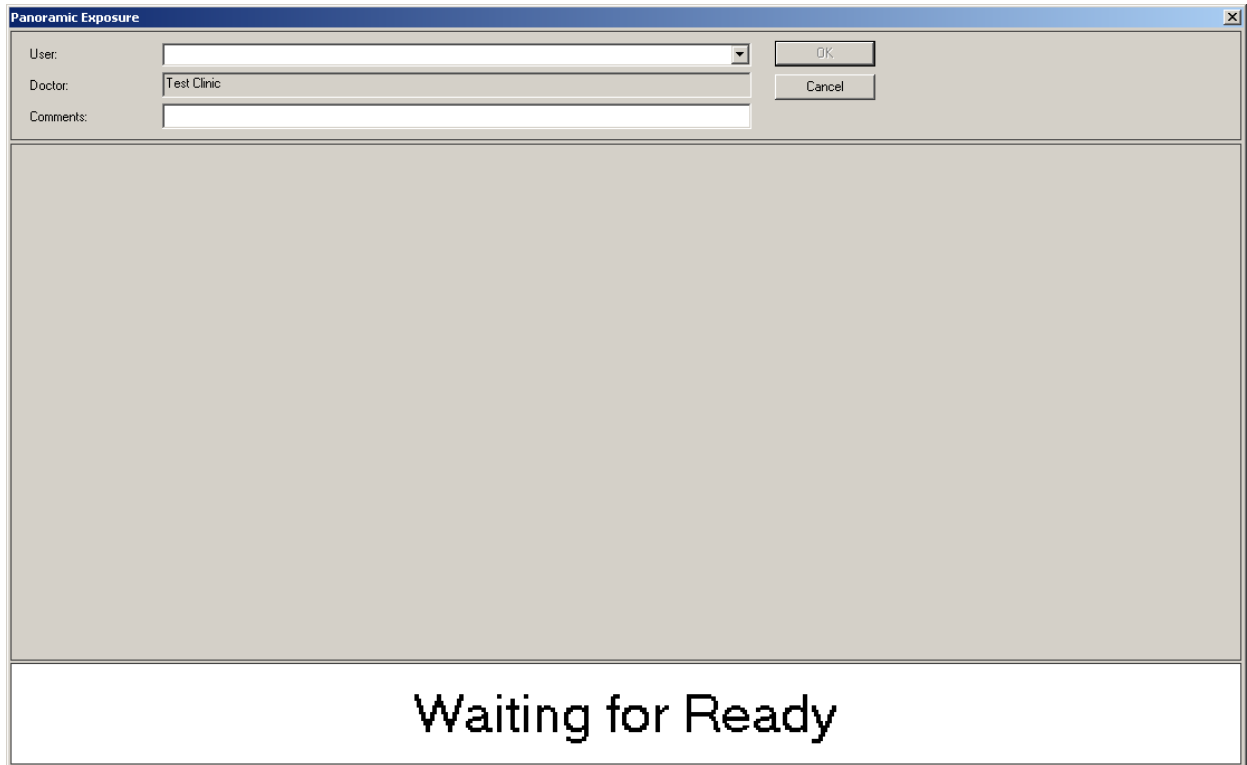 Panoramic Exposure
User:
OK
Doctor:
Test Clinic
Cancel
Comments:
Waiting for Ready